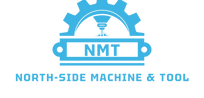 NMT
NORTH-SIDE MACHINE & TOOL